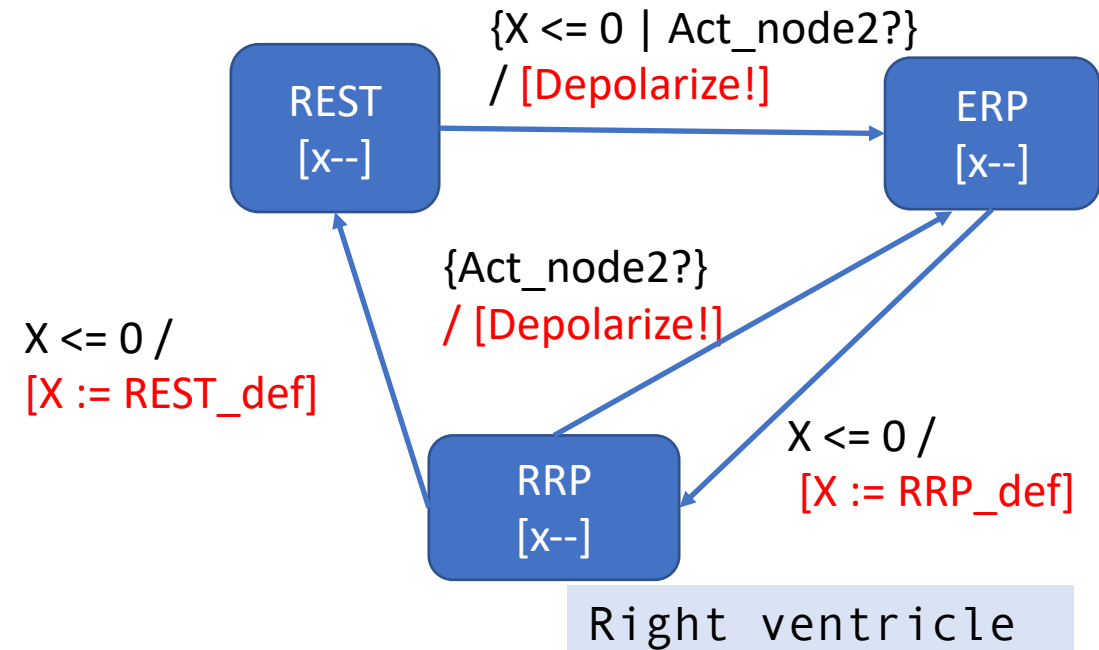 {X <= 0 | Act_node2?}
/ [Depolarize!]
REST
[x--]
ERP
[x--]
{Act_node2?}
/ [Depolarize!]
X <= 0 /
[X := REST_def]
X <= 0 /
[X := RRP_def]
RRP
[x--]
Right ventricle